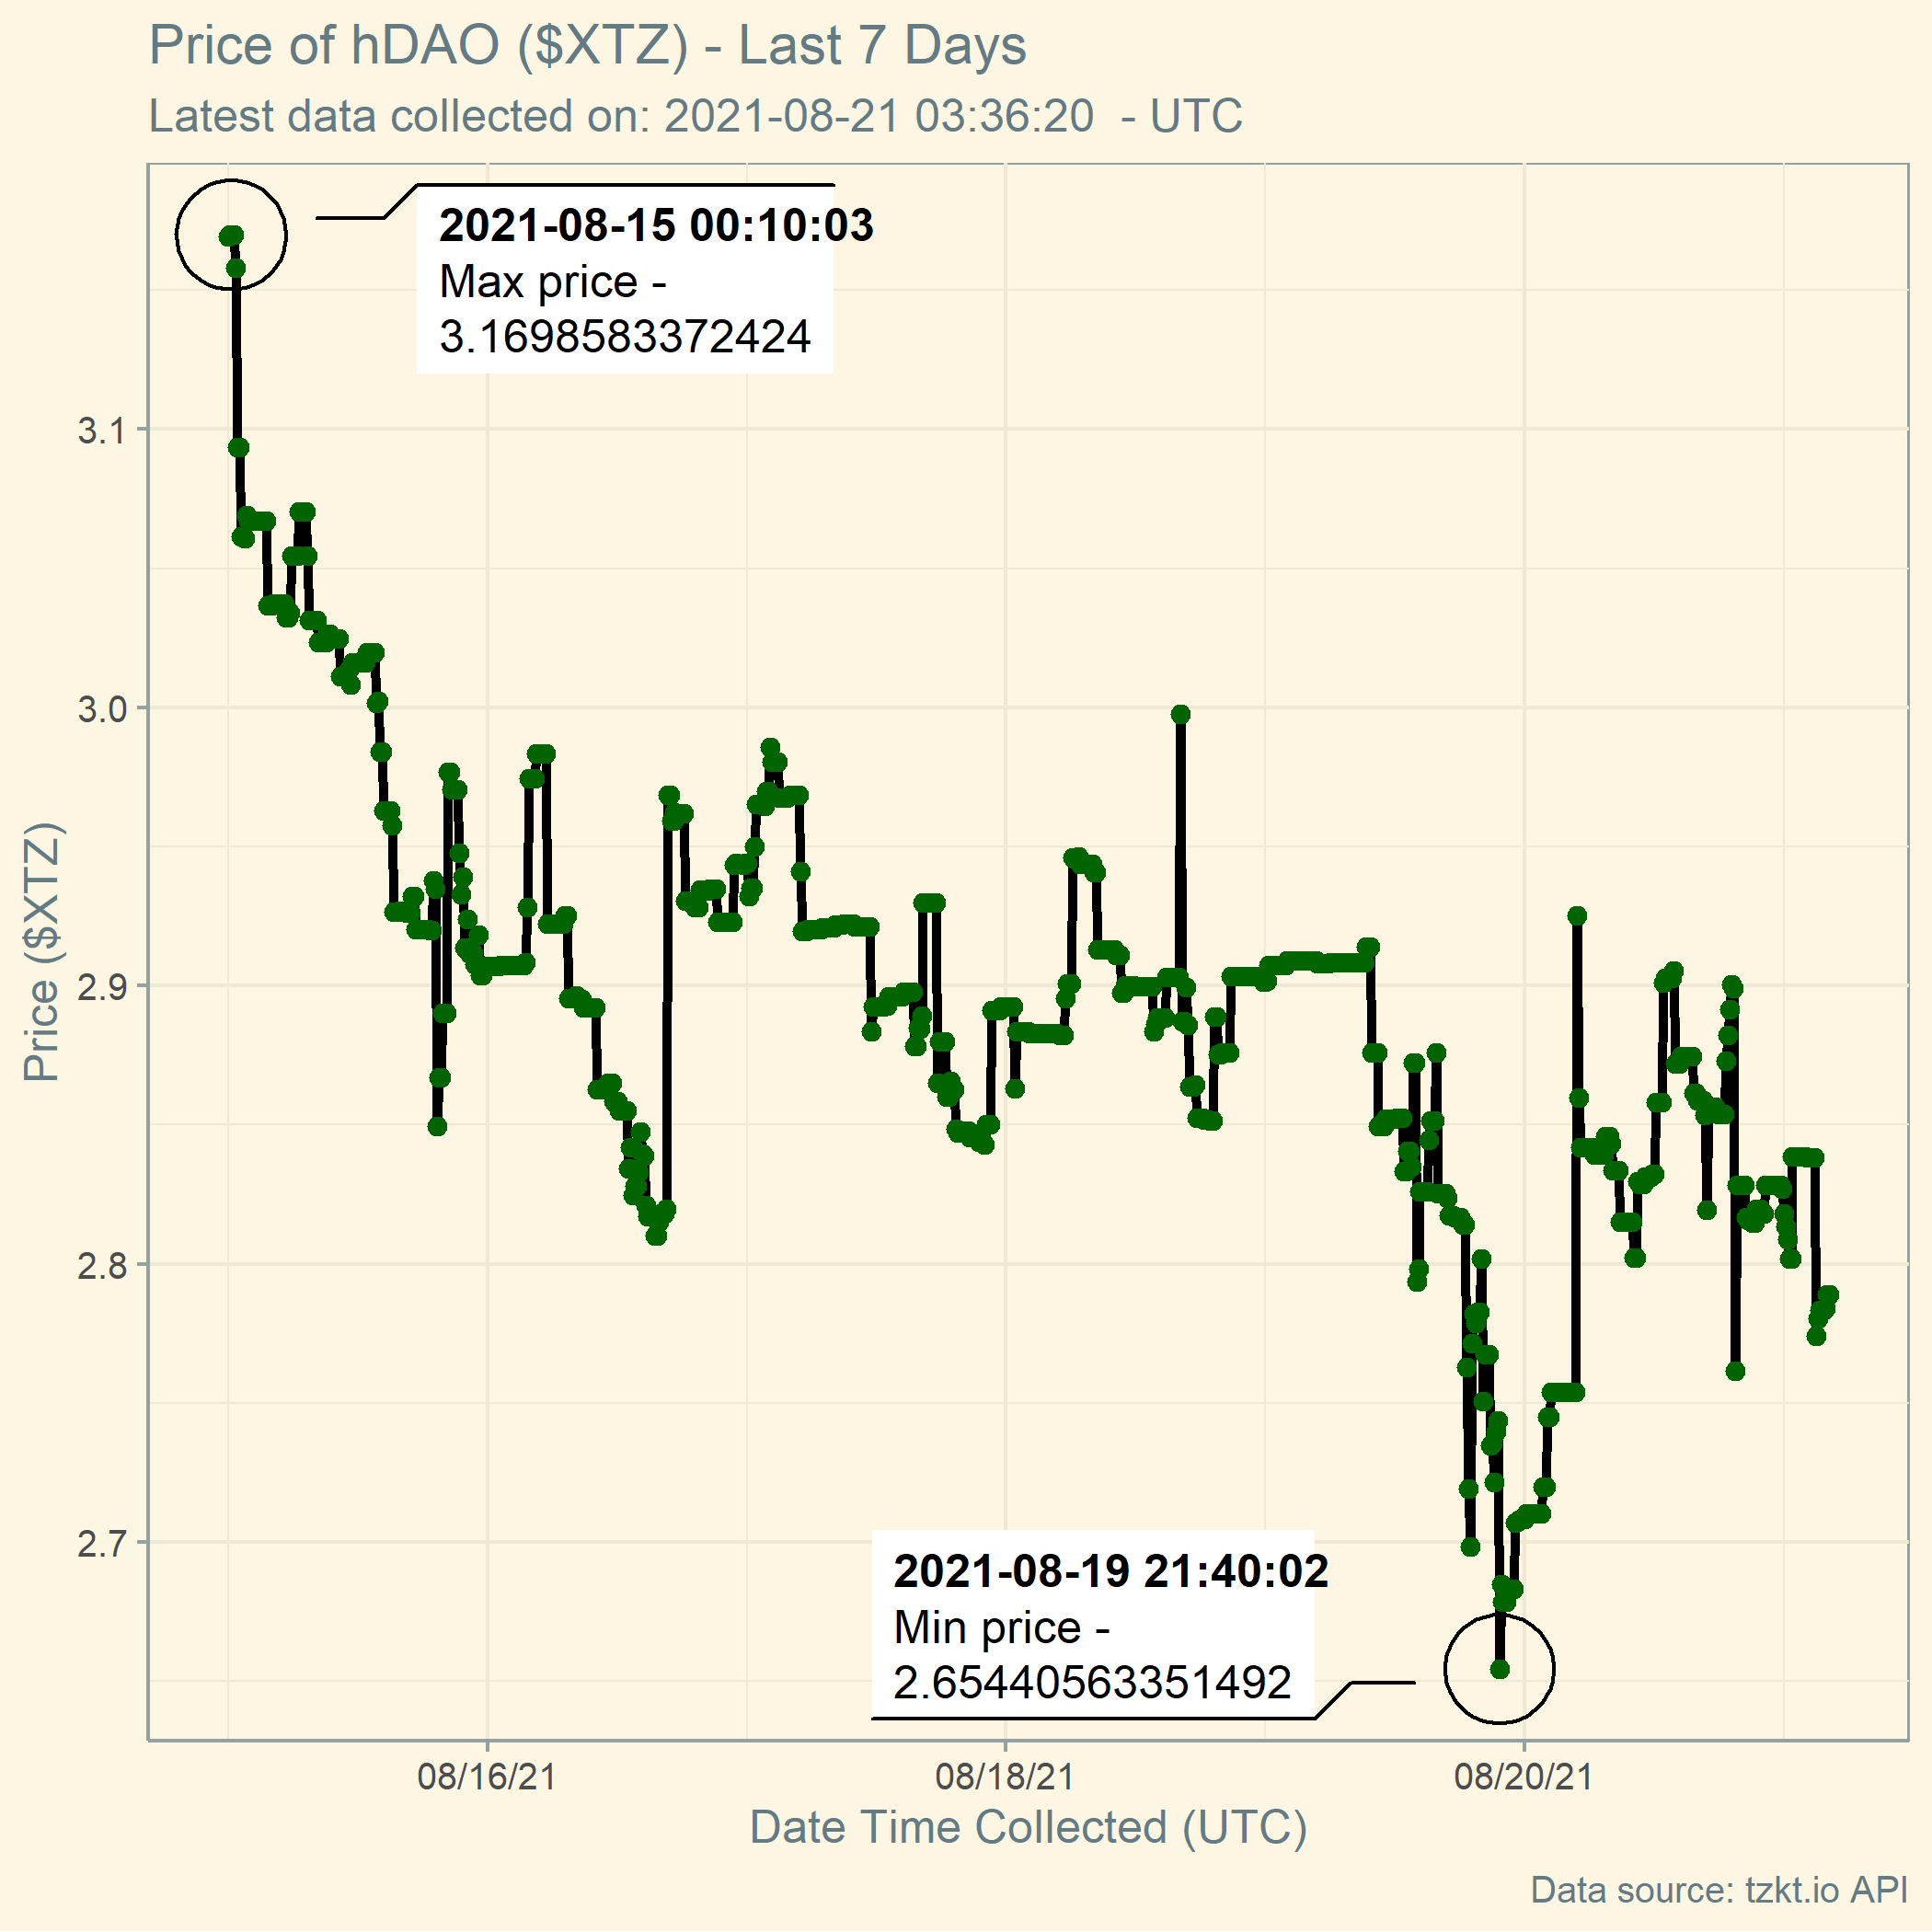 Price of hDAO ($XTZ) - Last 7 Days
Latest data collected on: 2021-08-21 03:36:20  - UTC
2021-08-15 00:10:03
Max price -
3.1698583372424
3.1
3.0
2.9
2.8
2.7
Price ($XTZ)
2021-08-19 21:40:02
Min price -
2.65440563351492
08/16/21
08/18/21
08/20/21
Date Time Collected (UTC)
Data source: tzkt.io API